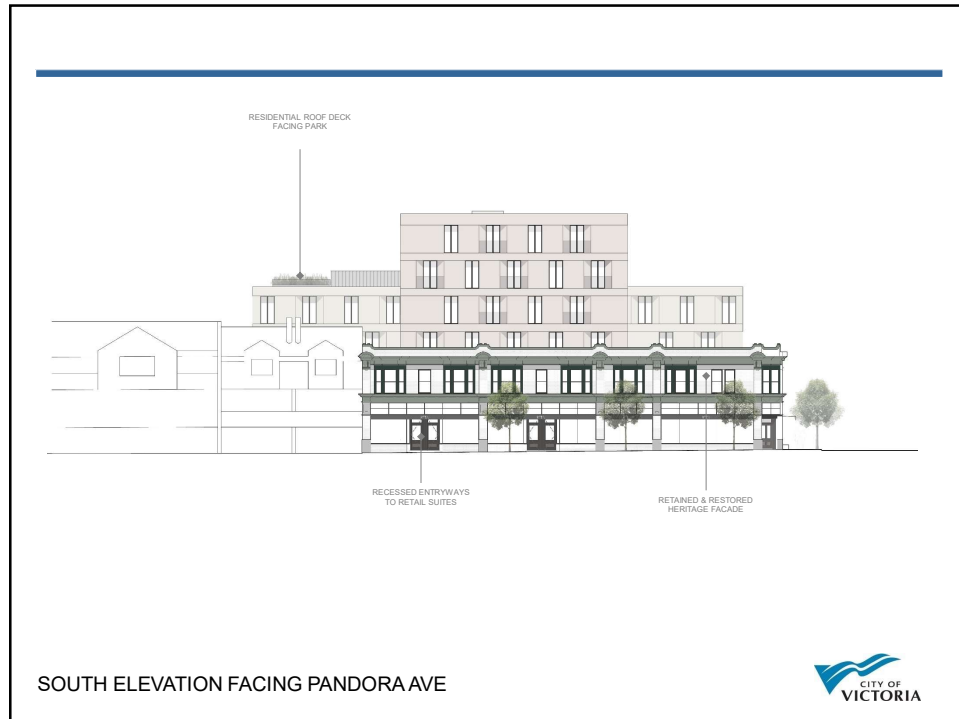 RESIDENTIAL ROOF DECK
FACING PARK
RECESSED ENTRYWAYS
TO RETAIL SUITES
RETAINED & RESTORED
HERITAGE FACADE
SOUTH ELEVATION FACING PANDORA AVE
CITY OF
VICTORIA